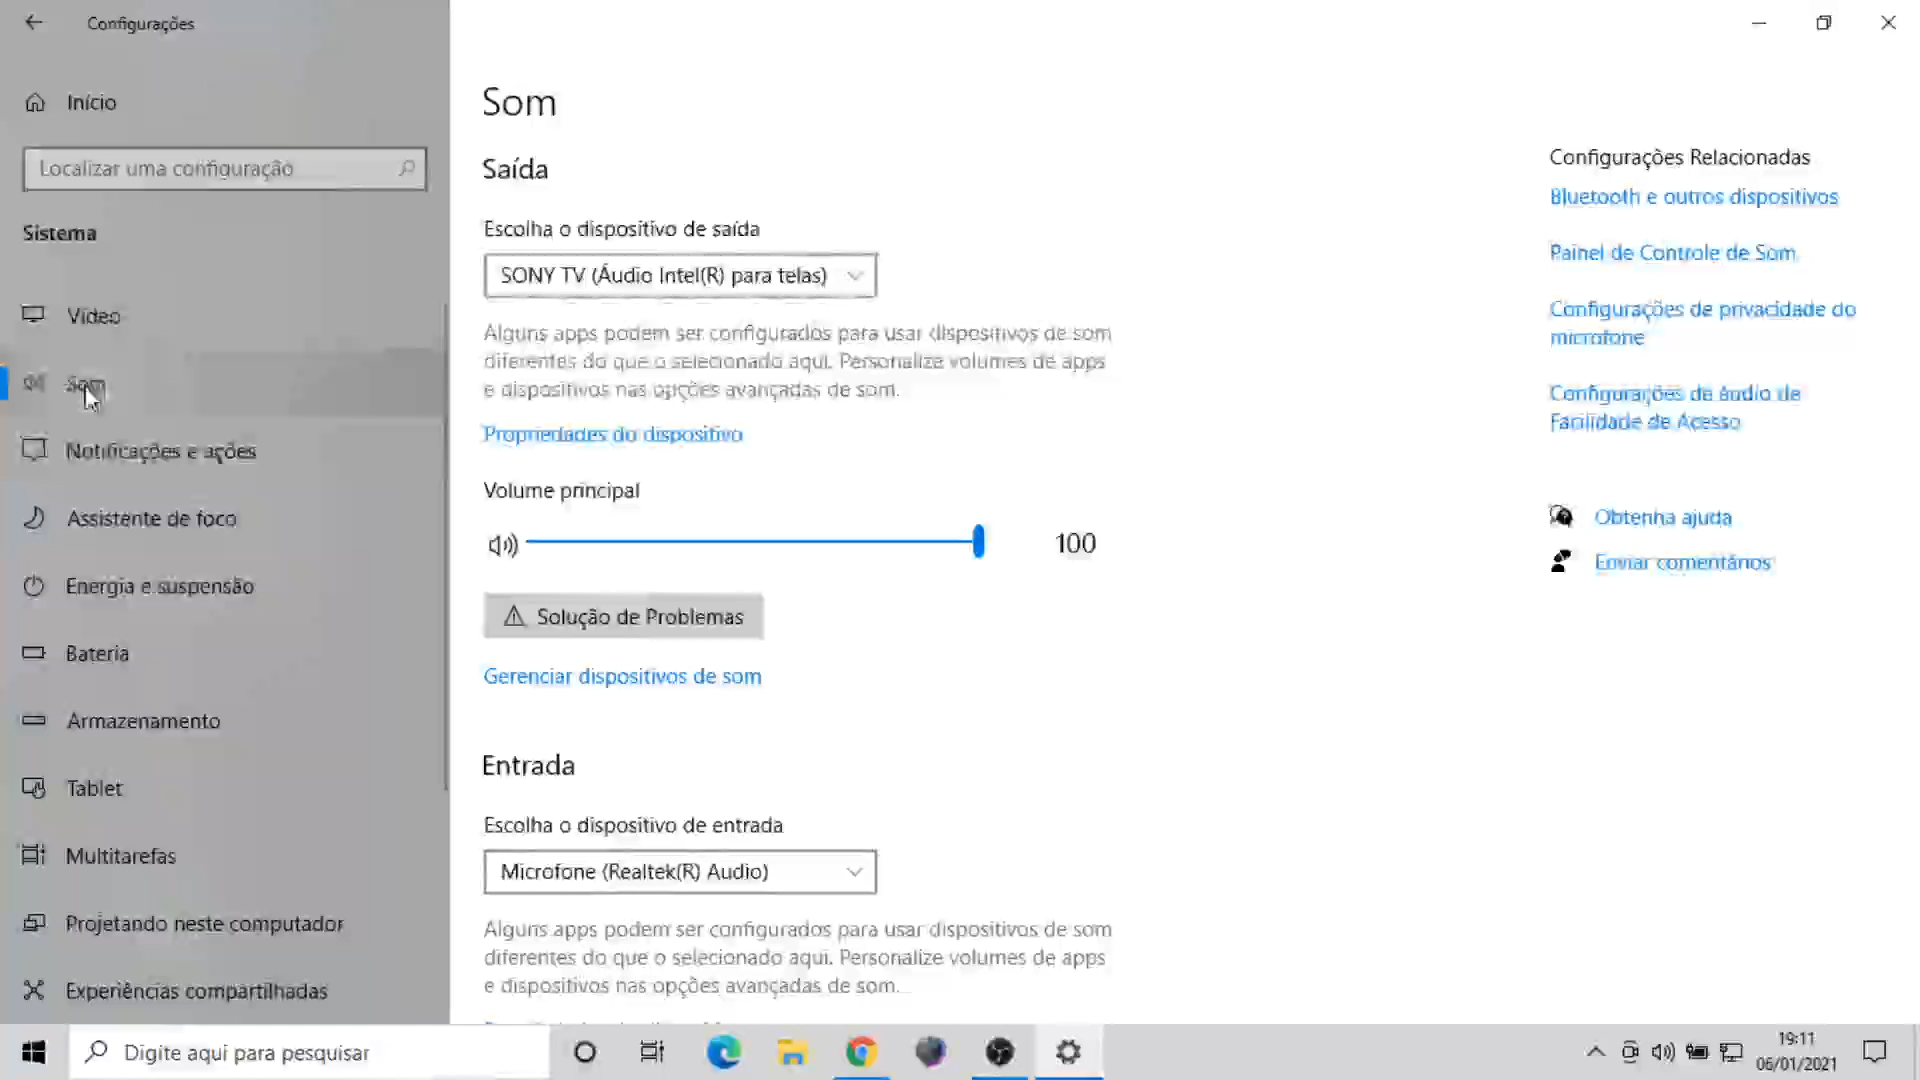 Configurações
Início
Localizar uma configuração
Sistema
Vídeo
Som
Notificações e ações
Assistente de foco
Energia e suspensão
Bateria
Armazenamento
Tablet
Multitarefas
Projetando neste computador
Experiências compartilhadas
Som
Saída
Escolha o dispositivo de saída
SONY TV (Áudio Intel(R) para telas)
Alguns apps podem ser configurados para usar dispositivos de som
diferentes do que o selecionado aqui. Personalize volumes de apps
e dispositivos nas opções avançadas de som.
Propriedades do dispositivo
Volume principal
100
Solução de Problemas
Gerenciar dispositivos de som
Entrada
Escolha o dispositivo de entrada
Microfone (Realtek(R) Audio)
Alguns apps podem ser configurados para usar dispositivos de som
diferentes do que o selecionado aqui. Personalize volumes de apps
e dispositivos nas opções avançadas de som.
Configurações Relacionadas
Bluetooth e outros dispositivos
Painel de Controle de Som
Configurações de privacidade do
microfone
Configurações de áudio de
Facilidade de Acesso
Obtenha ajuda
Enviar comentários
Digite aqui para pesquisar
19:11
06/01/2021